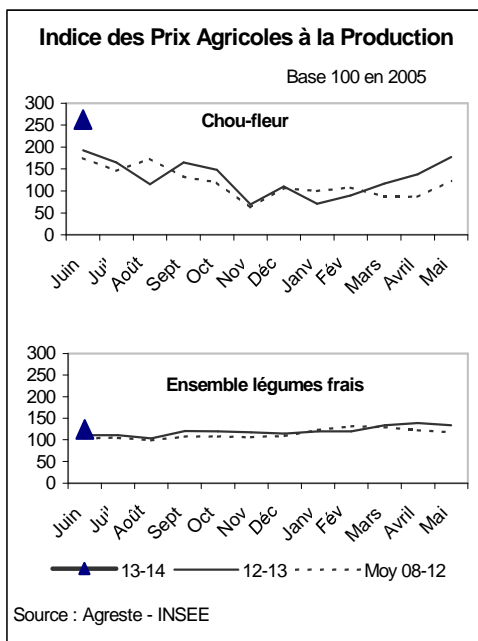 Indice des Prix Agricoles à la Production
Base 100 en 2005
Chou-fleur
300
250
200
150
100
50
0
Juin Jui'' Août Sept Oct Nov Déc Janv Fév Mars Avril Mai
Ensemble légumes frais
300
250
200
150
100
50
0
Juin Jui'' Août Sept Oct Nov Déc Janv Fév Mars Avril Mai
13-14 12-13 Moy 08-12
Source : Agreste - INSEE